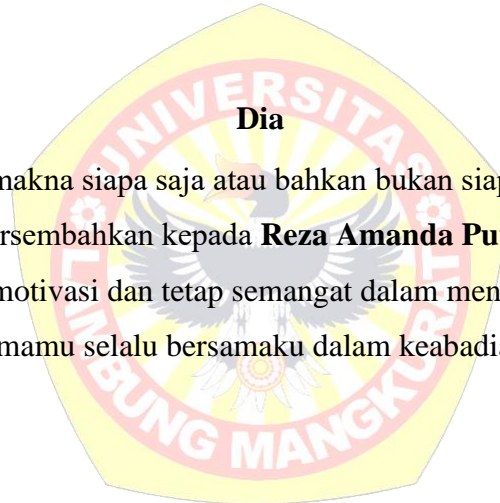 Dia
makna siapa saja atau bahkan bukan siap
rsembahkan kepada Reza Amanda Pu
motivasi dan tetap semangat dalam men
mamu selalu bersamaku dalam keabadia
UNIVERSITAS
LAMBUNG MANGKURAT